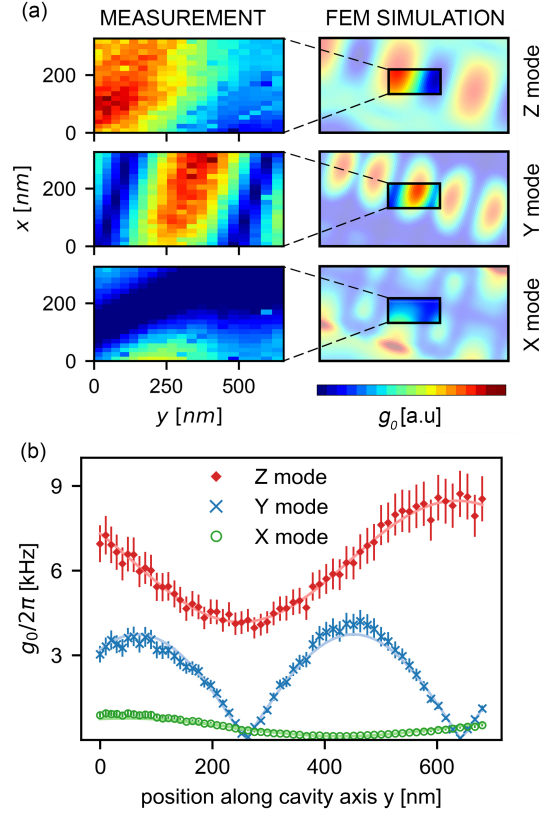 (a)
MEASUREMENT
FEM SIMULATION
x [nm]
200
0
200
0
200
0
0
250
500
y [nm]
Z mode
Y mode
X mode
g₀ [a.u]
(b)
Z mode
Y mode
X mode
g₀/2π [kHz]
9
6
3
0
200
400
600
position along cavity axis y [nm]